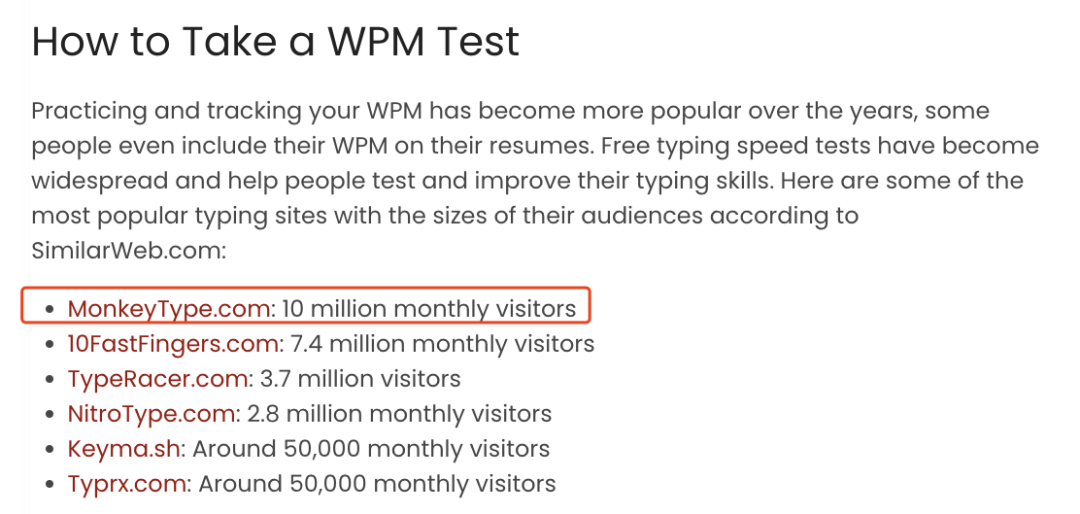 How to Take a WPM Test
Practicing and tracking your WPM has become more popular over the years, some
people even include their WPM on their resumes. Free typing speed tests have become
widespread and help people test and improve their typing skills. Here are some of the
most popular typing sites with the sizes of their audiences according to
SimilarWeb.com:
• MonkeyType.com: 10 million monthly visitors
• 10FastFingers.com: 7.4 million monthly visitors
• TypeRacer.com: 3.7 million visitors
• NitroType.com: 2.8 million monthly visitors
• Keyma.sh: Around 50,000 monthly visitors
• Typrx.com: Around 50,000 monthly visitors